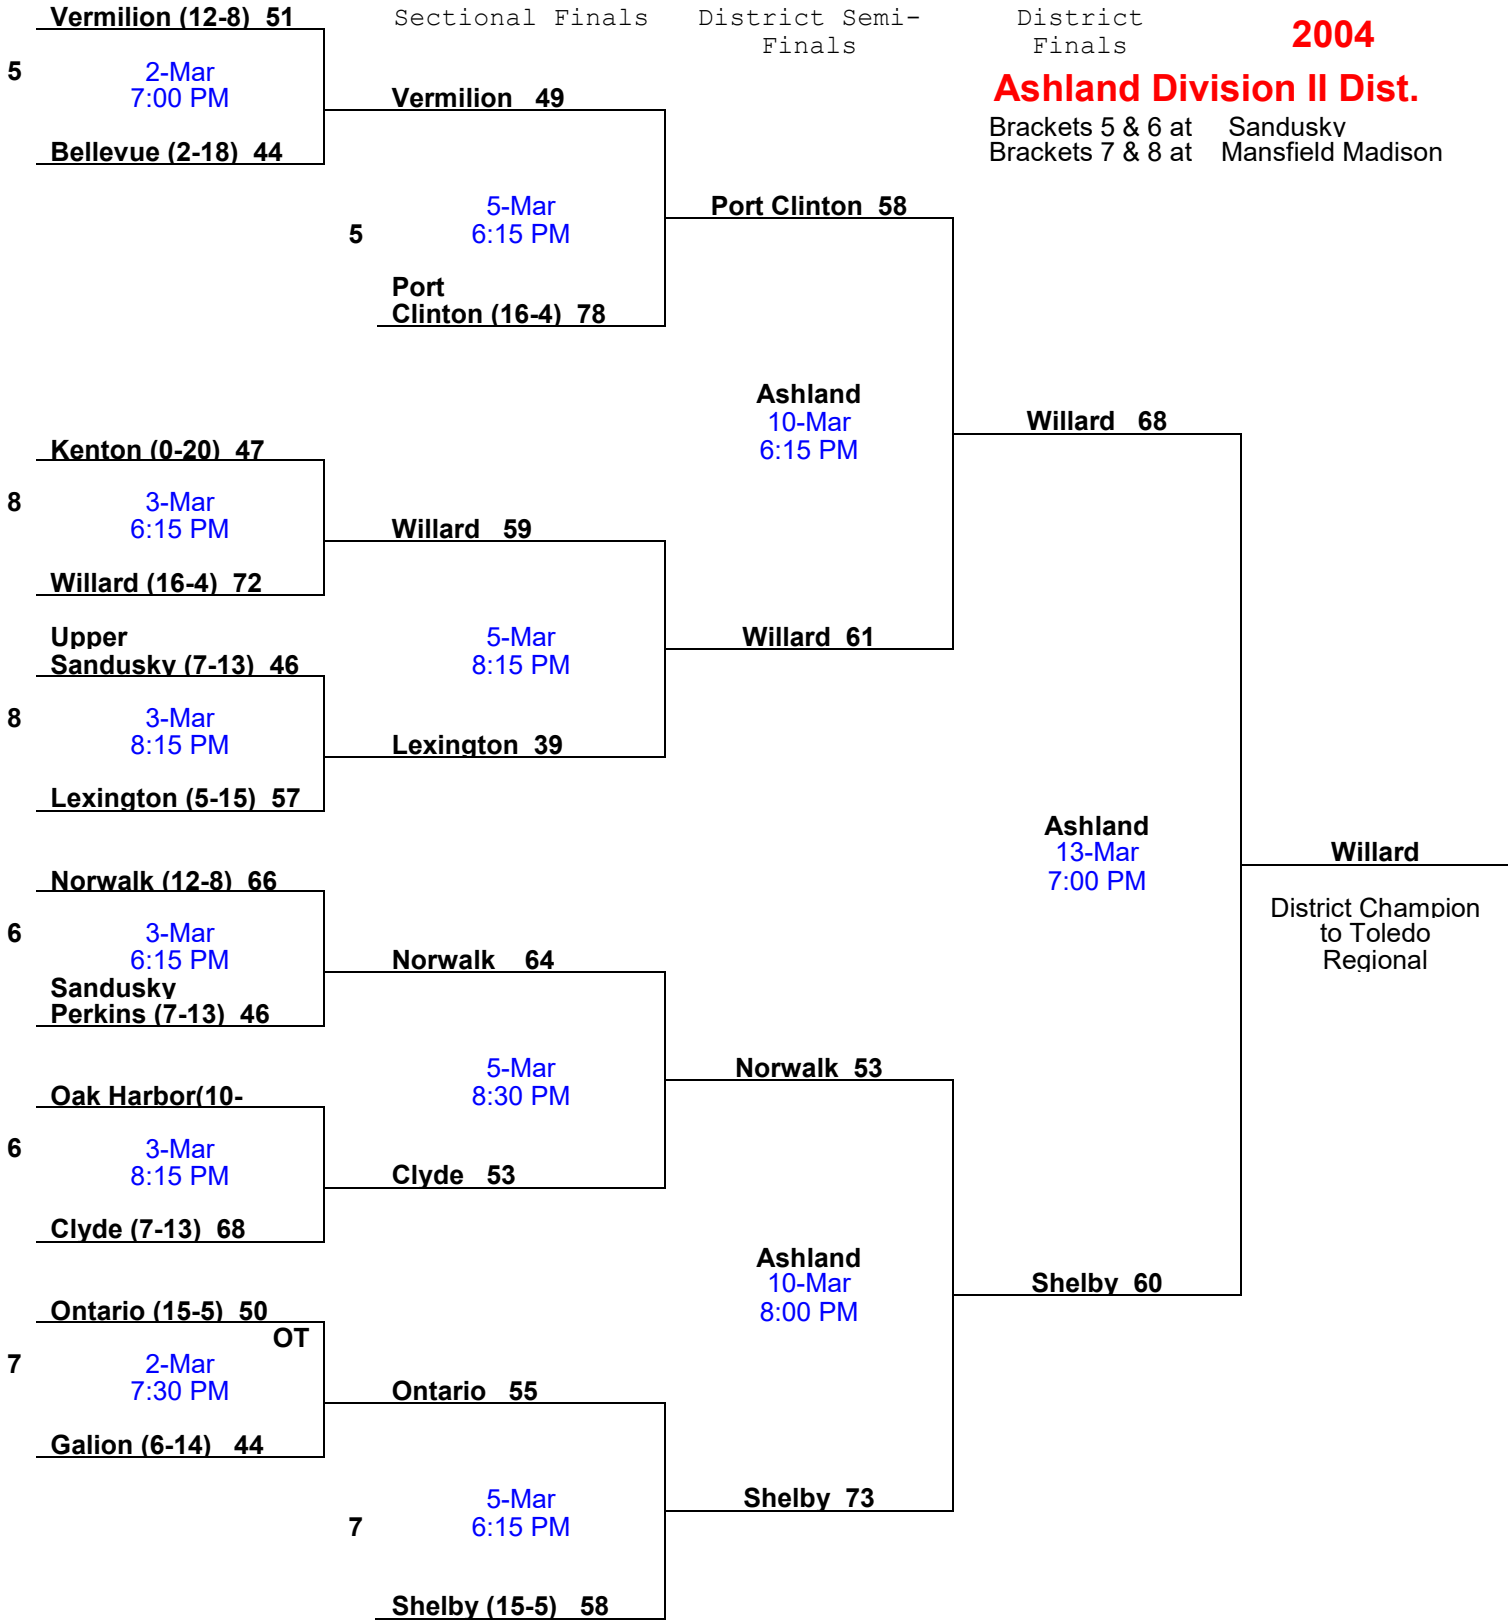 Sectional Finals
District Semi-
Finals
District
Finals
2004
Ashland Division II Dist.
Brackets 5 & 6 at Sandusky
Brackets 7 & 8 at Mansfield Madison
Vermilion (12-8) 51
5
2-Mar
7:00 PM
Bellevue (2-18) 44
Vermilion 49
5-Mar
5
6:15 PM
Port
Clinton (16-4) 78
Port Clinton 58
Ashland
10-Mar
6:15 PM
Kenton (0-20) 47
8
3-Mar
6:15 PM
Willard (16-4) 72
Willard 59
5-Mar
8:15 PM
Upper
Sandusky (7-13) 46
8
3-Mar
8:15 PM
Lexington (5-15) 57
Lexington 39
Willard 61
Willard 68
Ashland
13-Mar
7:00 PM
Willard
District Champion
to Toledo
Regional
Norwalk (12-8) 66
6
3-Mar
6:15 PM
Sandusky
Perkins (7-13) 46
Norwalk 64
5-Mar
8:30 PM
Oak Harbor(10-
6
3-Mar
8:15 PM
Clyde (7-13) 68
Clyde 53
Norwalk 53
Ashland
10-Mar
8:00 PM
Shelby 60
Ontario (15-5) 50
OT
7
2-Mar
7:30 PM
Galion (6-14) 44
Ontario 55
5-Mar
7
6:15 PM
Shelby (15-5) 58
Shelby 73